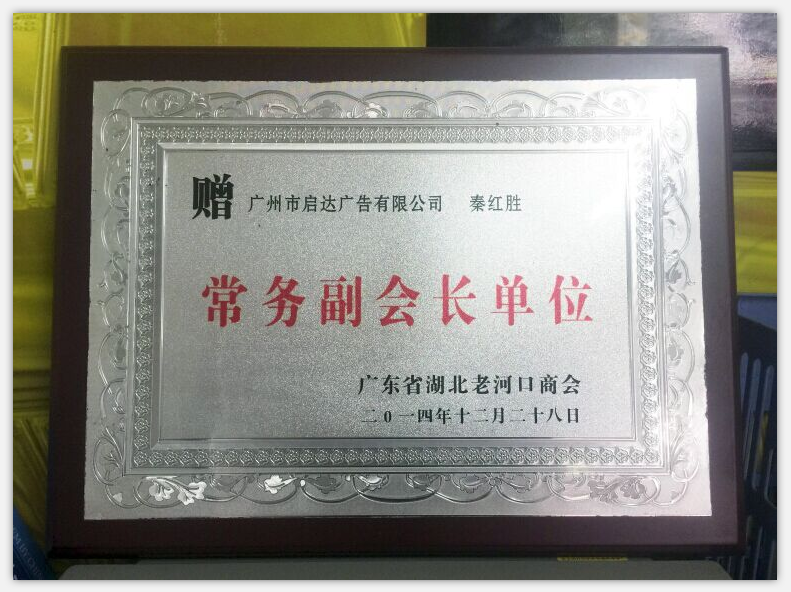 赠 广州市启达广告有限公司 秦红胜
常务副会长单位
广东省湖北老河口商会
二0一四年十二月二十八日